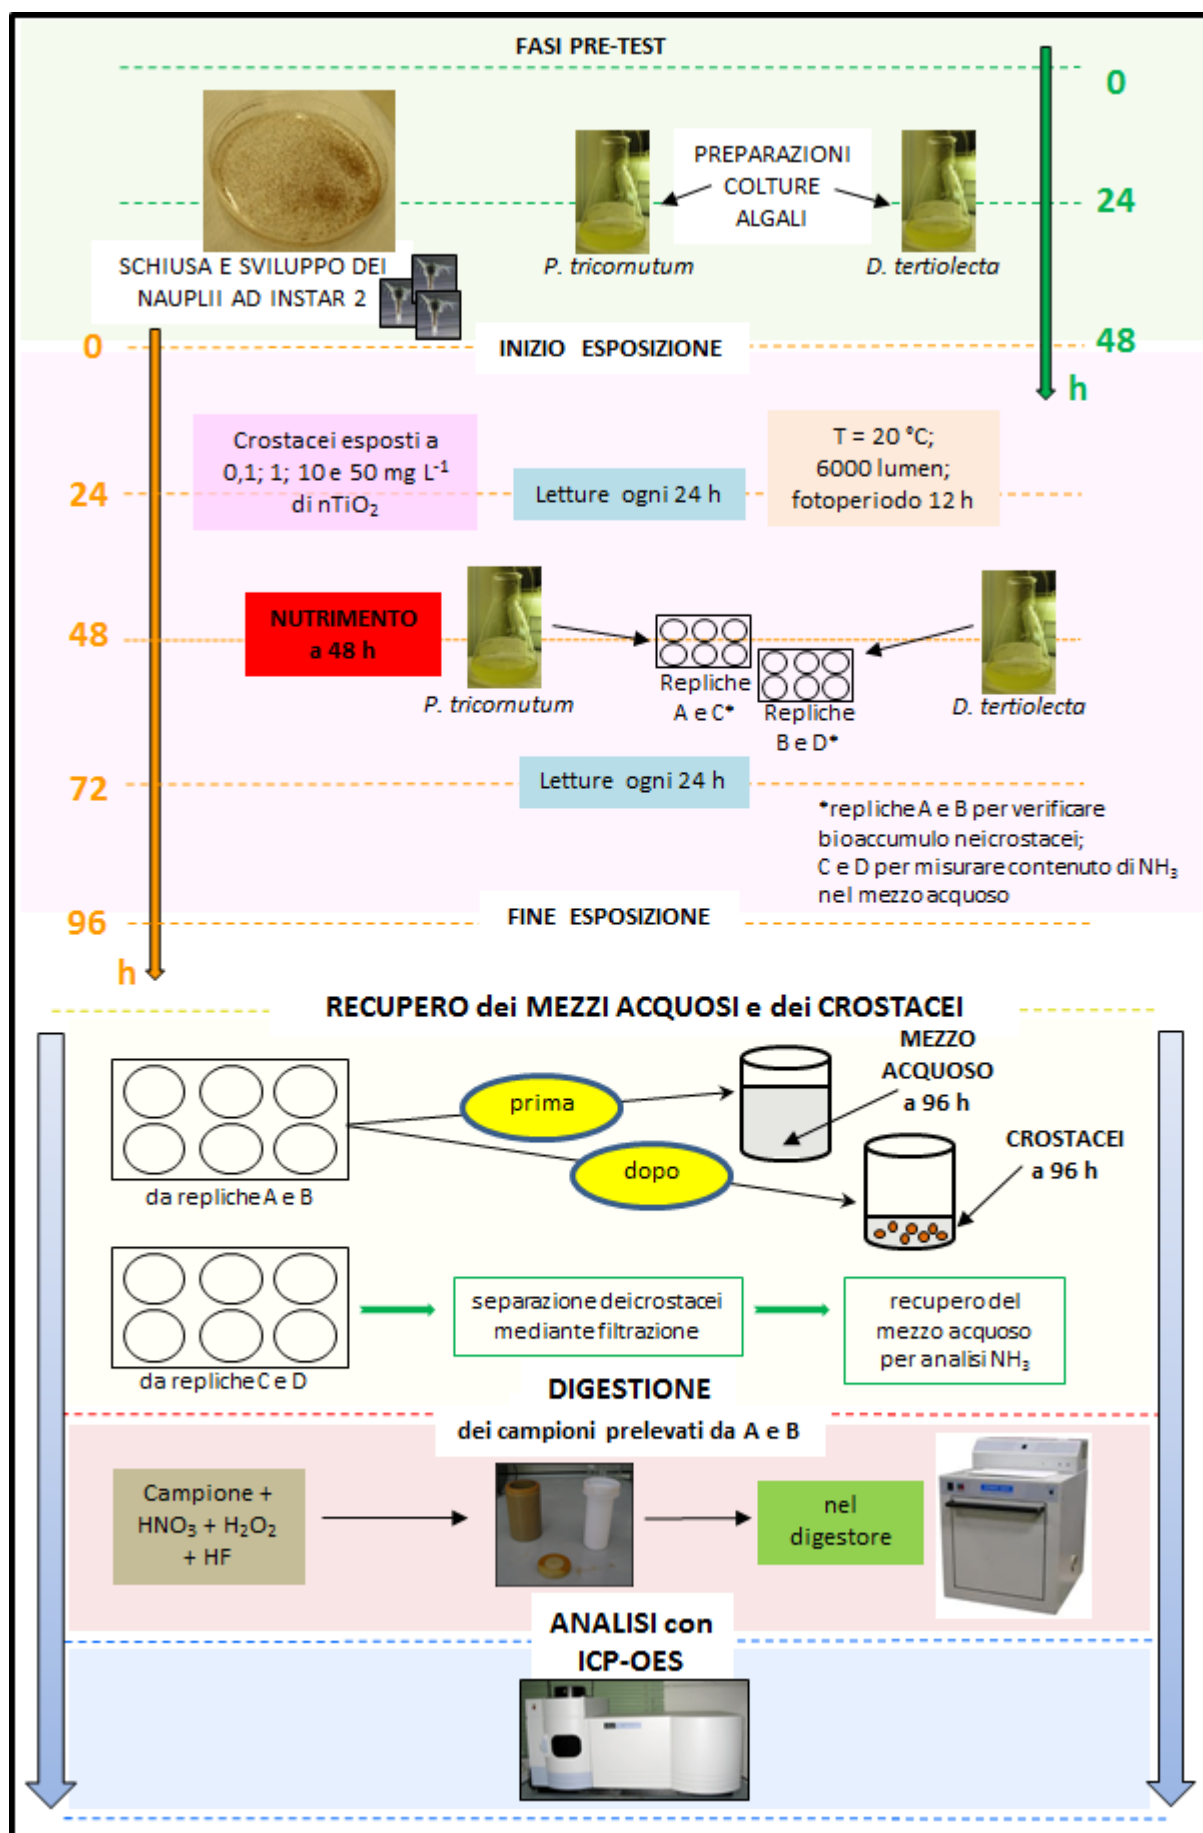 FASI PRE-TEST
0
PREPARAZIONI
COLTURE
ALGALI
24
P. tricornutum
D. tertiolecta
SCHIUSA E SVILUPPO DEI
NAUPLII AD INSTAR 2
0
INIZIO ESPOSIZIONE
48
h
Crostacei esposti a
0,1; 1; 10 e 50 mg L⁻¹
di nTiO₂
24
Letture ogni 24 h
T = 20 °C;
6000 lumen;
fotoperiodo 12 h
48
NUTRIMENTO
a 48 h
P. tricornutum
Repliche
A e C*
Repliche
B e D*
D. tertiolecta
72
Letture ogni 24 h
*repliche A e B per verificare
bioaccumulo neicrostacei;
C e D per misurare contenuto di NH₃
nel mezzo acquoso
96
FINE ESPOSIZIONE
h
RECUPERO dei MEZZI ACQUOSI e dei CROSTACEI
MEZZO
ACQUOSO
a 96 h
prima
dopo
CROSTACEI
a 96 h
da repliche A e B
separazione dei crostacei
mediante filtrazione
recupero del
mezzo acquoso
per analisi NH₃
da repliche C e D
DIGESTIONE
dei campioni prelevati da A e B
Campione +
HNO₃ + H₂O₂
+ HF
nel
digestore
ANALISI con
ICP-OES